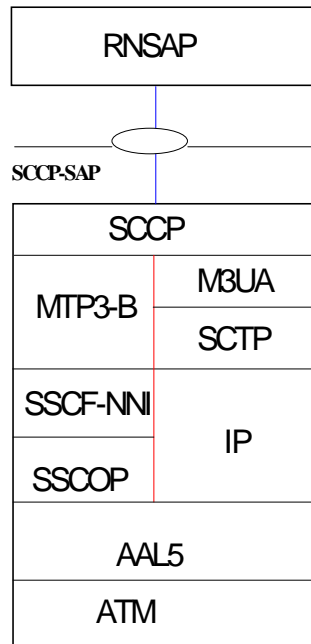 RNSAP
SCCP-SAP
SCCP
MTP3-B
M3UA
SCTP
SSCF-NNI
IP
SSCOP
AAL5
ATM